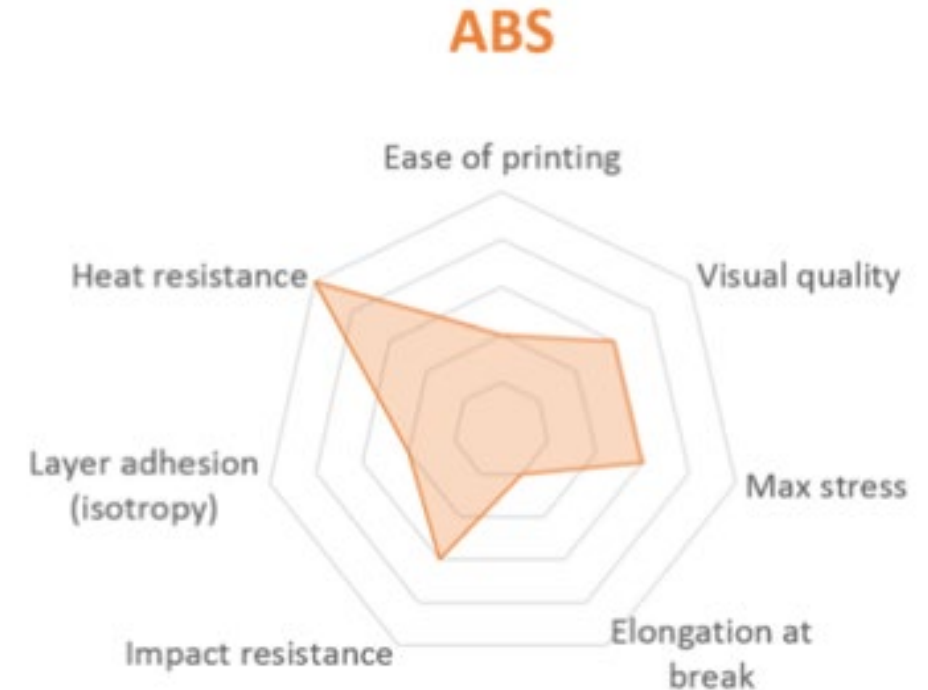 ABS
Ease of printing
Heat resistance
Visual quality
Layer adhesion
(isotropy)
Max stress
Elongation at
break
Impact resistance